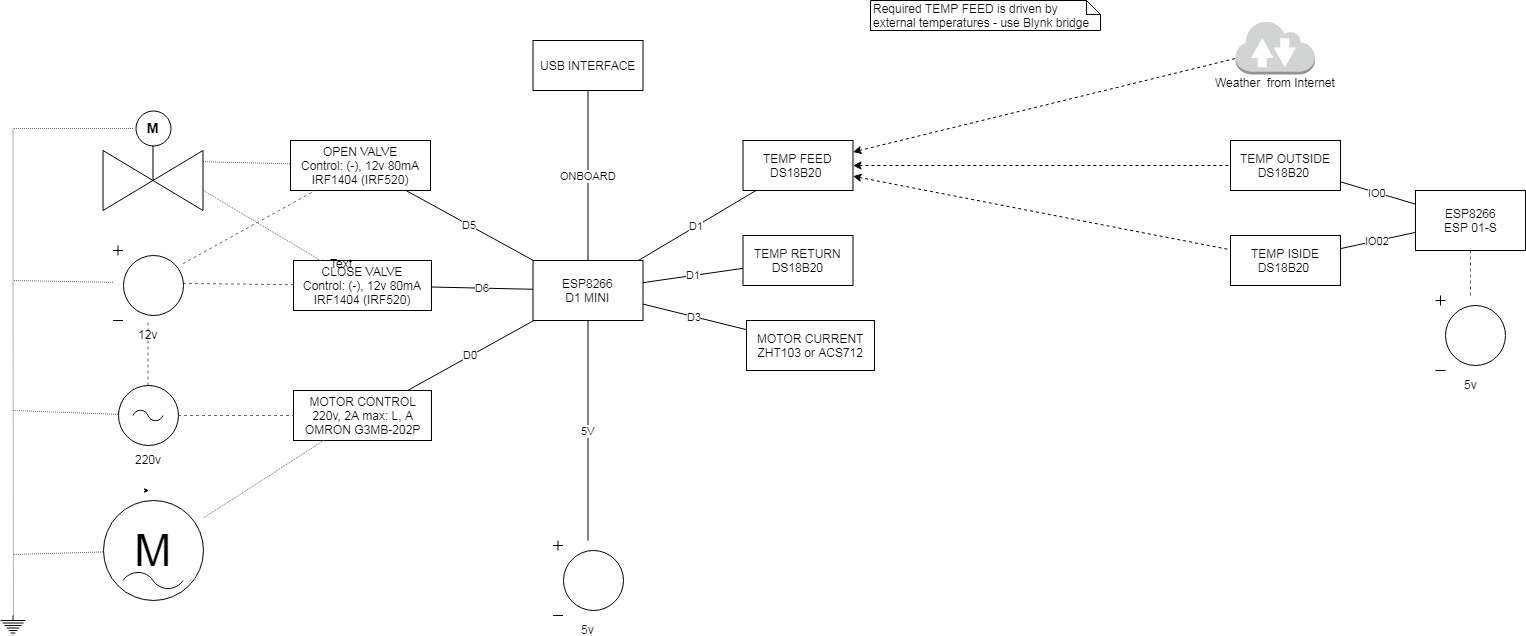 Required TEMP FEED is driven by
external temperatures - use Blynk bridge
Weather  from Internet
USB INTERFACE
M
OPEN VALVE
Control: (-), 12v 80mA
IRF1404 (IRF520)
TEMP FEED
DS18B20
TEMP OUTSIDE
DS18B20
ONBOARD
IO0
ESP8266
ESP 01-S
D5
D1
IO02
+
12v
−
Text
CLOSE VALVE
Control: (-), 12v 80mA
IRF1404 (IRF520)
D6
ESP8266
D1 MINI
D1
TEMP RETURN
DS18B20
TEMP ISIDE
DS18B20
D3
MOTOR CURRENT
ZHT103 or ACS712
+
−
5v
D0
MOTOR CONTROL
220v, 2A max: L, A
OMRON G3MB-202P
220v
5V
M
+
−
5v